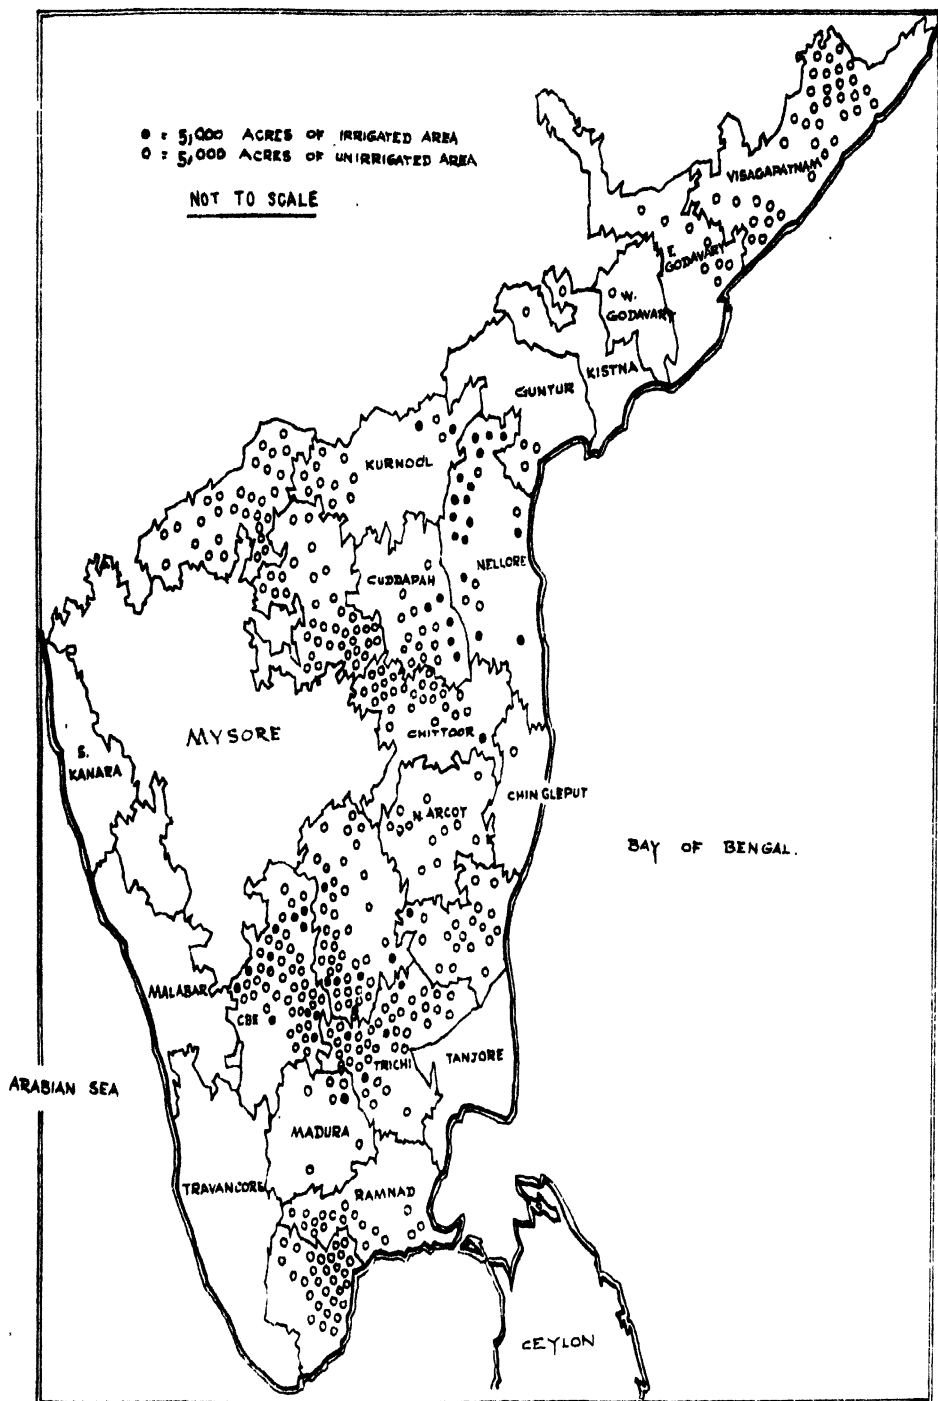 ● = 5,000 ACRES OF IRRIGATED AREA
○ = 5,000 ACRES OF UNIRRIGATED AREA
NOT TO SCALE
VISAGAPATNAM
E.
GODAVARY
W.
GODAVARY
KISTNA
GUNTUR
KURNOOL
NELLORE
CUDDAPAH
MYSORE
CHITTOOR
S.
KANARA
CHINGLEPUT
N. ARCOT
BAY OF BENGAL.
MALABAR
CBE
TRICHI
TANJORE
ARABIAN SEA
MADURA
TRAVANCORE
RAMNAD
CEYLON